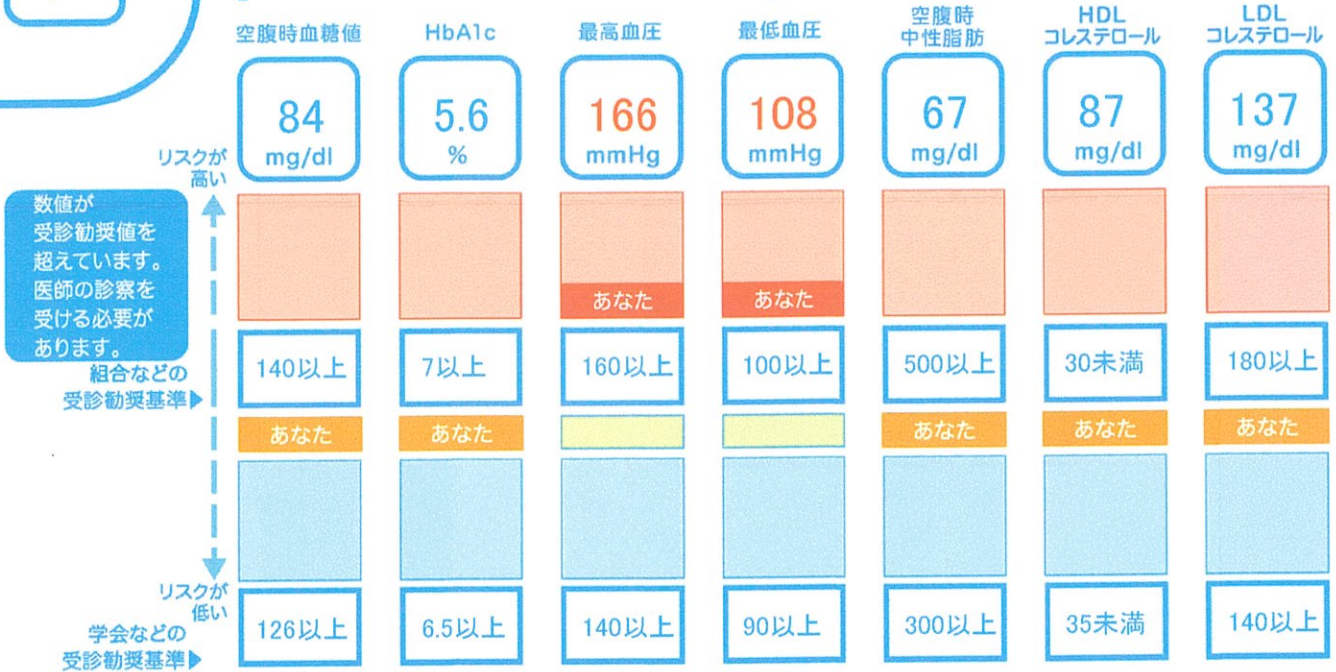 空腹時血糖値
HbA1c
最高血圧
最低血圧
空腹時
中性脂肪
HDL
コレステロール
LDL
コレステロール
84
mg/dl
5.6
%
166
mmHg
108
mmHg
67
mg/dl
87
mg/dl
137
mg/dl
リスクが
高い
数値が
受診勧奨値を
超えています。
医師の診察を
受ける必要が
あります。
あなた
あなた
組合などの
受診勧奨基準▶
140以上
7以上
160以上
100以上
500以上
30未満
180以上
あなた
あなた
あなた
あなた
あなた
リスクが
低い
学会などの
受診勧奨基準▶
126以上
6.5以上
140以上
90以上
300以上
35未満
140以上